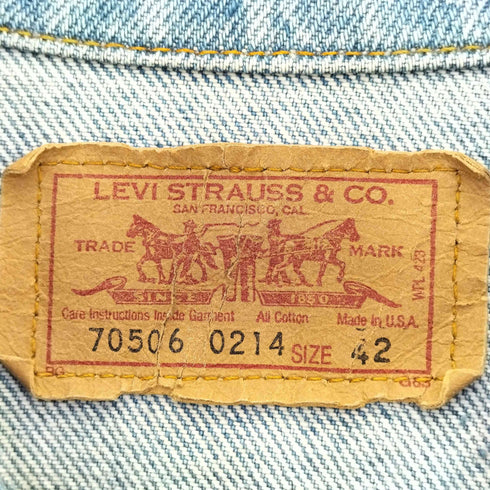 LEVI STRAUSS & CO.
SAN FRANCISCO, CAL.
TRADE MARK
WPL 423
SINCE 1850
Care Instructions Inside Garment All Cotton Made in U.S.A.
70506 0214 SIZE 42